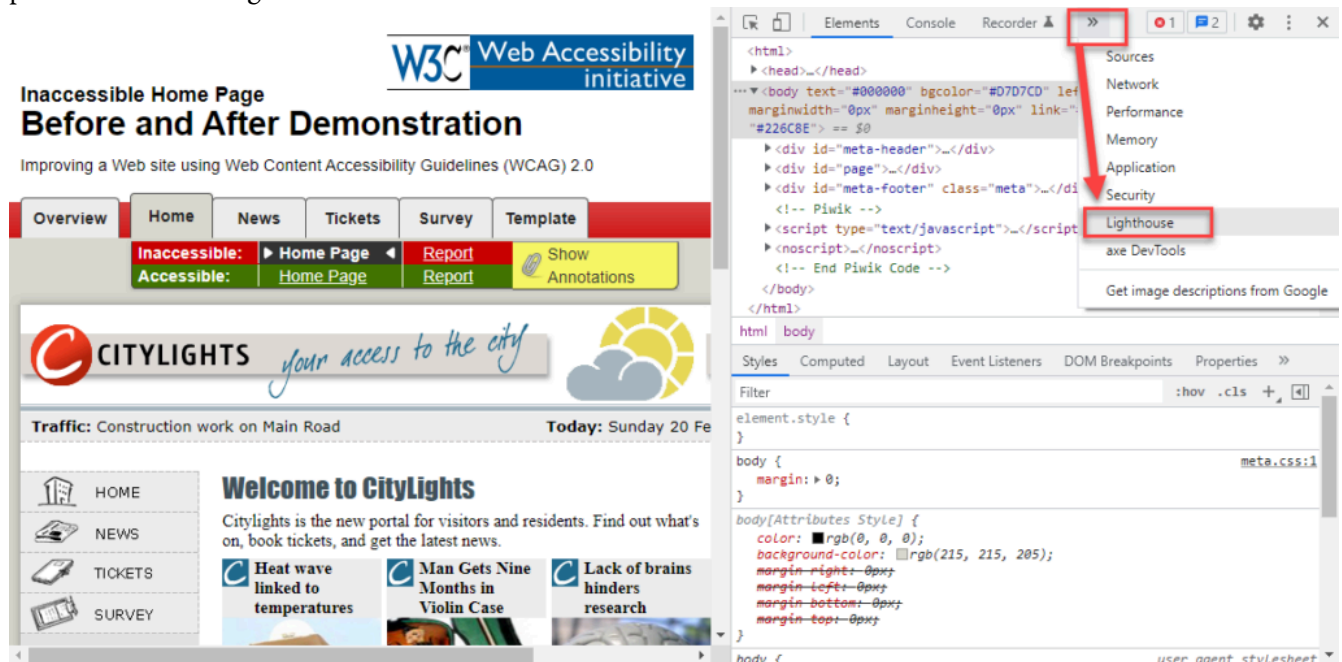 W3C® Web Accessibility
initiative
Inaccessible Home Page
Before and After Demonstration
Improving a Web site using Web Content Accessibility Guidelines (WCAG) 2.0
Overview Home News Tickets Survey Template
Inaccessible: Home Page Report
Accessible: Home Page Report
Show
Annotations
CITYLIGHTS your access to the city
Traffic: Construction work on Main Road Today: Sunday 20 Fe
HOME
NEWS
TICKETS
SURVEY
Welcome to CityLights
Citylights is the new portal for visitors and residents. Find out what's
on, book tickets, and get the latest news.
Heat wave
linked to
temperatures
Man Gets Nine
Months in
Violin Case
Lack of brains
hinders
research
Elements Console Recorder » 1 2
<html>
<head>…</head>
<body text="#000000" bgcolor="#D7D7CD" lef
marginwidth="0px" marginheight="0px" link="
"#226C8E"> == $0
<div id="meta-header">…</div>
<div id="page">…</div>
<div id="meta-footer" class="meta">…</di
<!-- Piwik -->
<script type="text/javascript">…</script
<noscript>…</noscript>
<!-- End Piwik Code -->
</body>
</html>
Sources
Network
Performance
Memory
Application
Security
Lighthouse
axe DevTools
Get image descriptions from Google
html body
Styles Computed Layout Event Listeners DOM Breakpoints Properties »
Filter :hov .cls +
element.style {
}
body { meta.css:1
margin: 0;
}
body[Attributes Style] {
color: rgb(0, 0, 0);
background-color: rgb(215, 215, 205);
margin right: 0px;
margin left: 0px;
margin bottom: 0px;
margin top: 0px;
}
body { user agent stylesheet